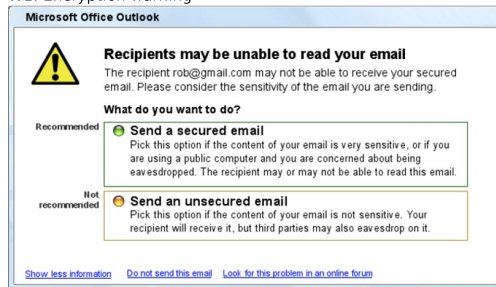 Microsoft Office Outlook
Recipients may be unable to read your email
The recipient rob@gmail.com may not be able to receive your secured
email. Please consider the sensitivity of the email you are sending.
What do you want to do?
Recommended
Send a secured email
Pick this option if the content of your email is very sensitive, or if you
are using a public computer and you are concerned about being
eavesdropped. The recipient may or may not be able to read this email.
Not
recommended
Send an unsecured email
Pick this option if the content of your email is not sensitive. Your
recipient will receive it, but third parties may also eavesdrop on it.
Show less information Do not send this email Look for this problem in an online forum